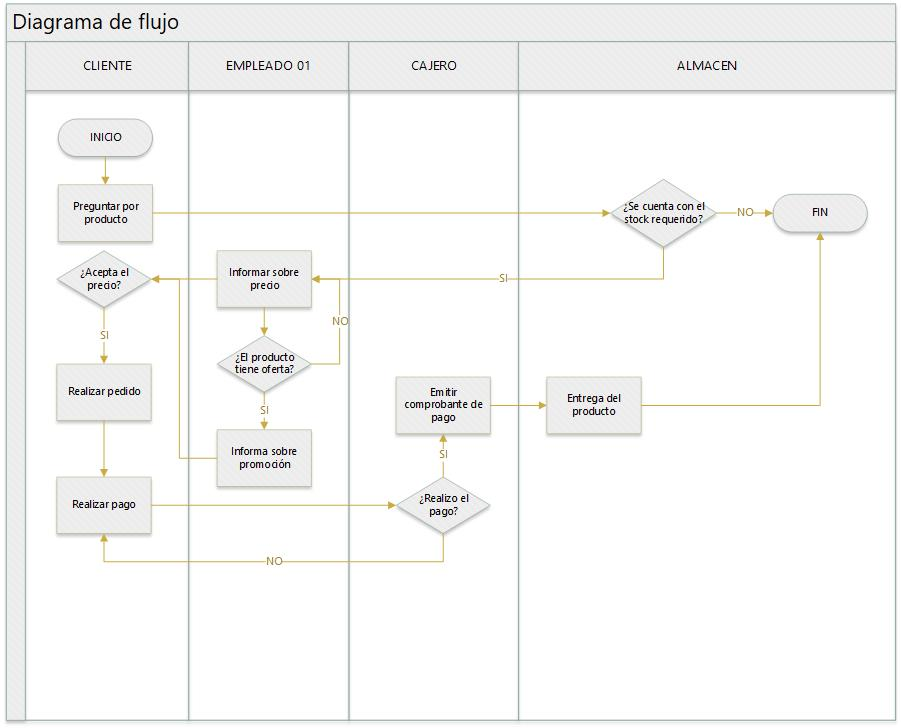 Diagrama de flujo
CLIENTE
EMPLEADO 01
CAJERO
ALMACEN
INICIO
Preguntar por
producto
¿Se cuenta con el
stock requerido?
NO
FIN
¿Acepta el
precio?
Informar sobre
precio
SI
NO
SI
¿El producto
tiene oferta?
Realizar pedido
SI
Emitir
comprobante de
pago
Entrega del
producto
Informa sobre
promoción
SI
Realizar pago
¿Realizo el
pago?
NO